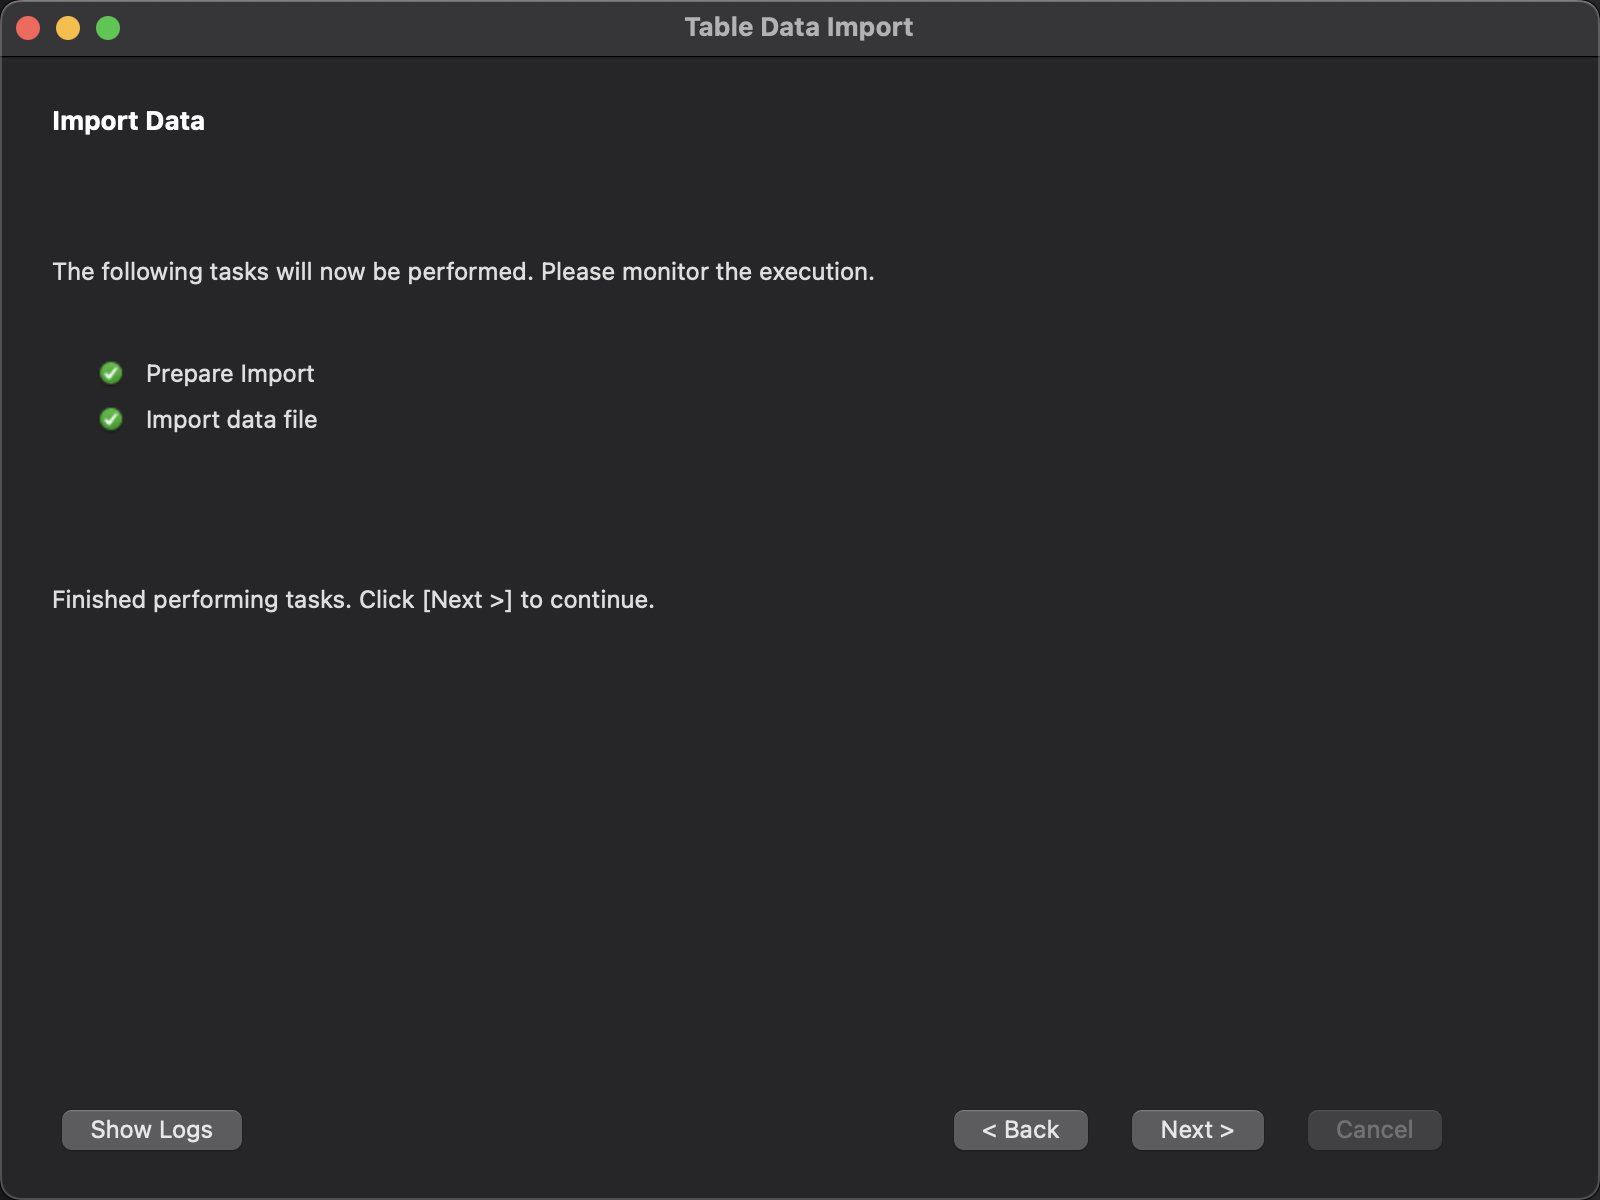 Table Data Import
Import Data
The following tasks will now be performed. Please monitor the execution.
Prepare Import
Import data file
Finished performing tasks. Click [Next >] to continue.
Show Logs
< Back
Next >
Cancel